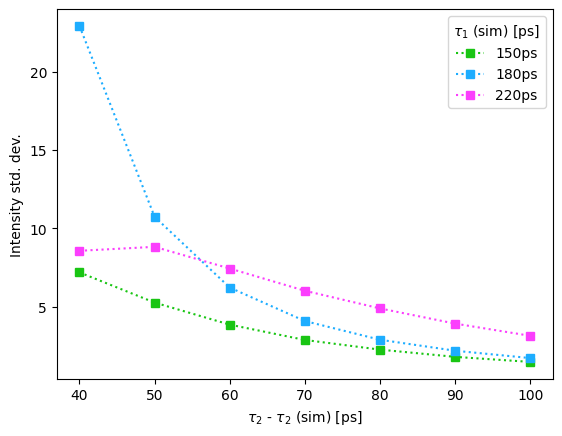 τ₁ (sim) [ps]
150ps
180ps
220ps
Intensity std. dev.
20
15
10
5
40 50 60 70 80 90 100
τ₂ - τ₂ (sim) [ps]